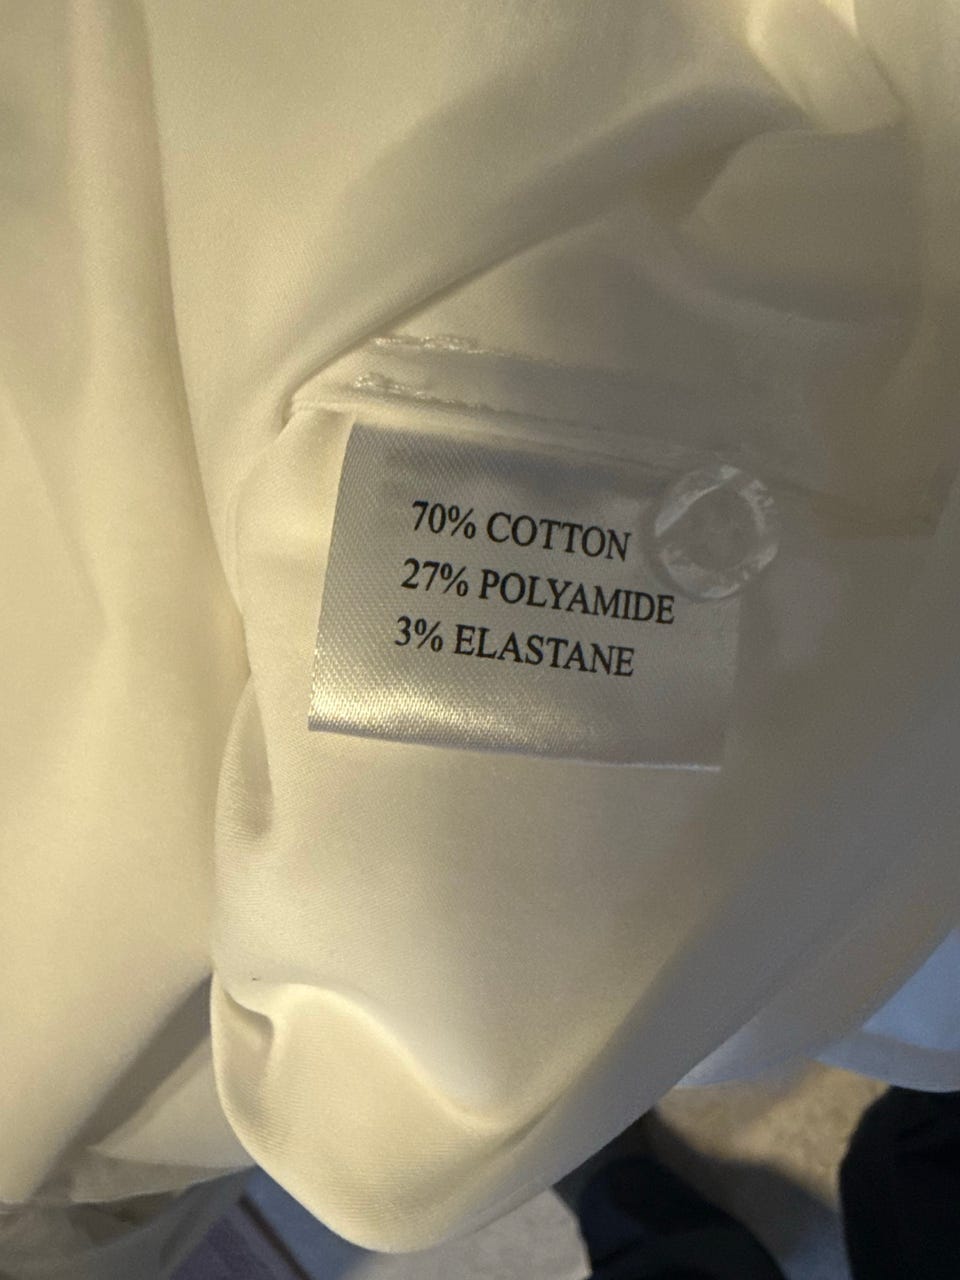 70% COTTON
27% POLYAMIDE
3% ELASTANE